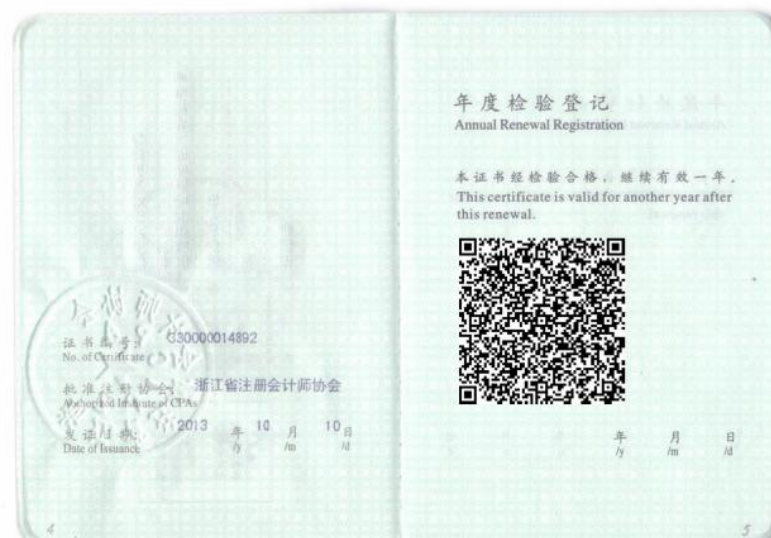 证书编号:
330000014892
No. of Certificate
批准注册协会:
浙江省注册会计师协会
Authorized Institute of CPAs
发证日期:
2013 年 10 月 10 日
Date of Issuance /y /m /d
4
年度检验登记
Annual Renewal Registration
本证书经检验合格,继续有效一年。
This certificate is valid for another year after
this renewal.
年 月 日
/y /m /d
5